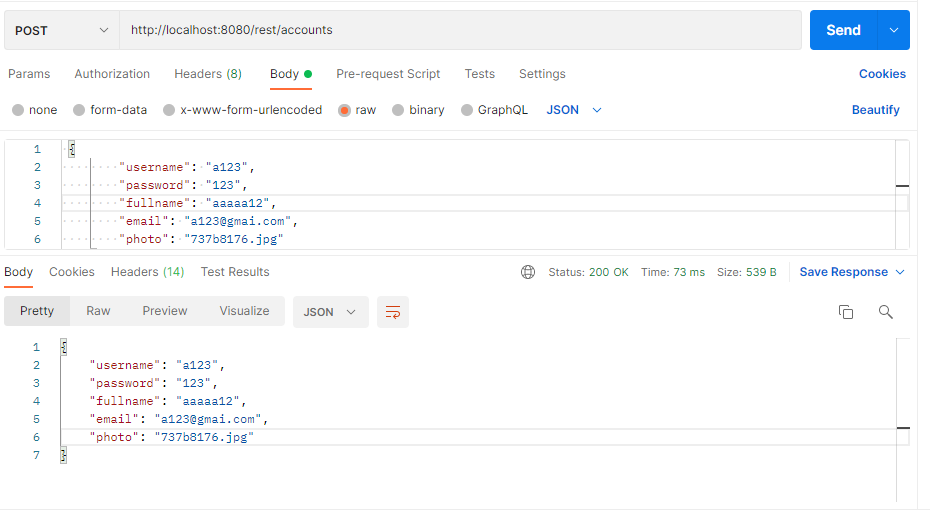 POST http://localhost:8080/rest/accounts Send
Params Authorization Headers (8) Body Pre-request Script Tests Settings Cookies
none form-data x-www-form-urlencoded raw binary GraphQL JSON Beautify
1 {
2 "username": "a123",
3 "password": "123",
4 "fullname": "aaaaa12",
5 "email": "a123@gmai.com",
6 "photo": "737b8176.jpg"
Body Cookies Headers (14) Test Results Status: 200 OK Time: 73 ms Size: 539 B Save Response
Pretty Raw Preview Visualize JSON
1 {
2 "username": "a123",
3 "password": "123",
4 "fullname": "aaaaa12",
5 "email": "a123@gmai.com",
6 "photo": "737b8176.jpg"
7 }